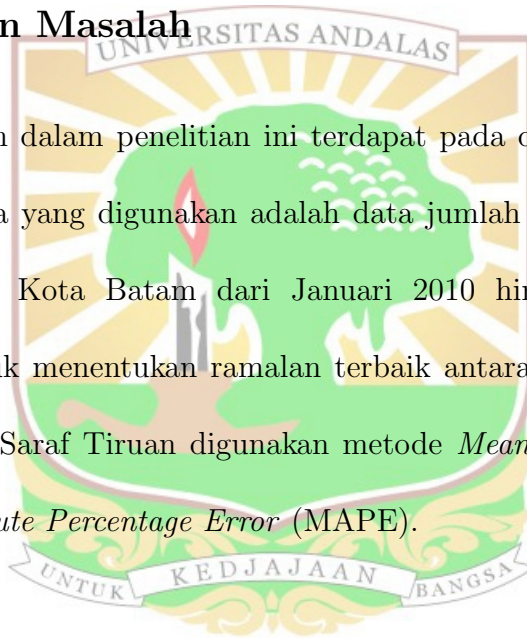 n Masalah
UNIVERSITAS ANDALAS
dalam penelitian ini terdapat pada
yang digunakan adalah data jumlah
Kota Batam dari Januari 2010
menentukan ramalan terbaik antara
Saraf Tiruan digunakan metode Mean
ute Percentage Error (MAPE).
UNTUK KEDJAJAAN BANGSA